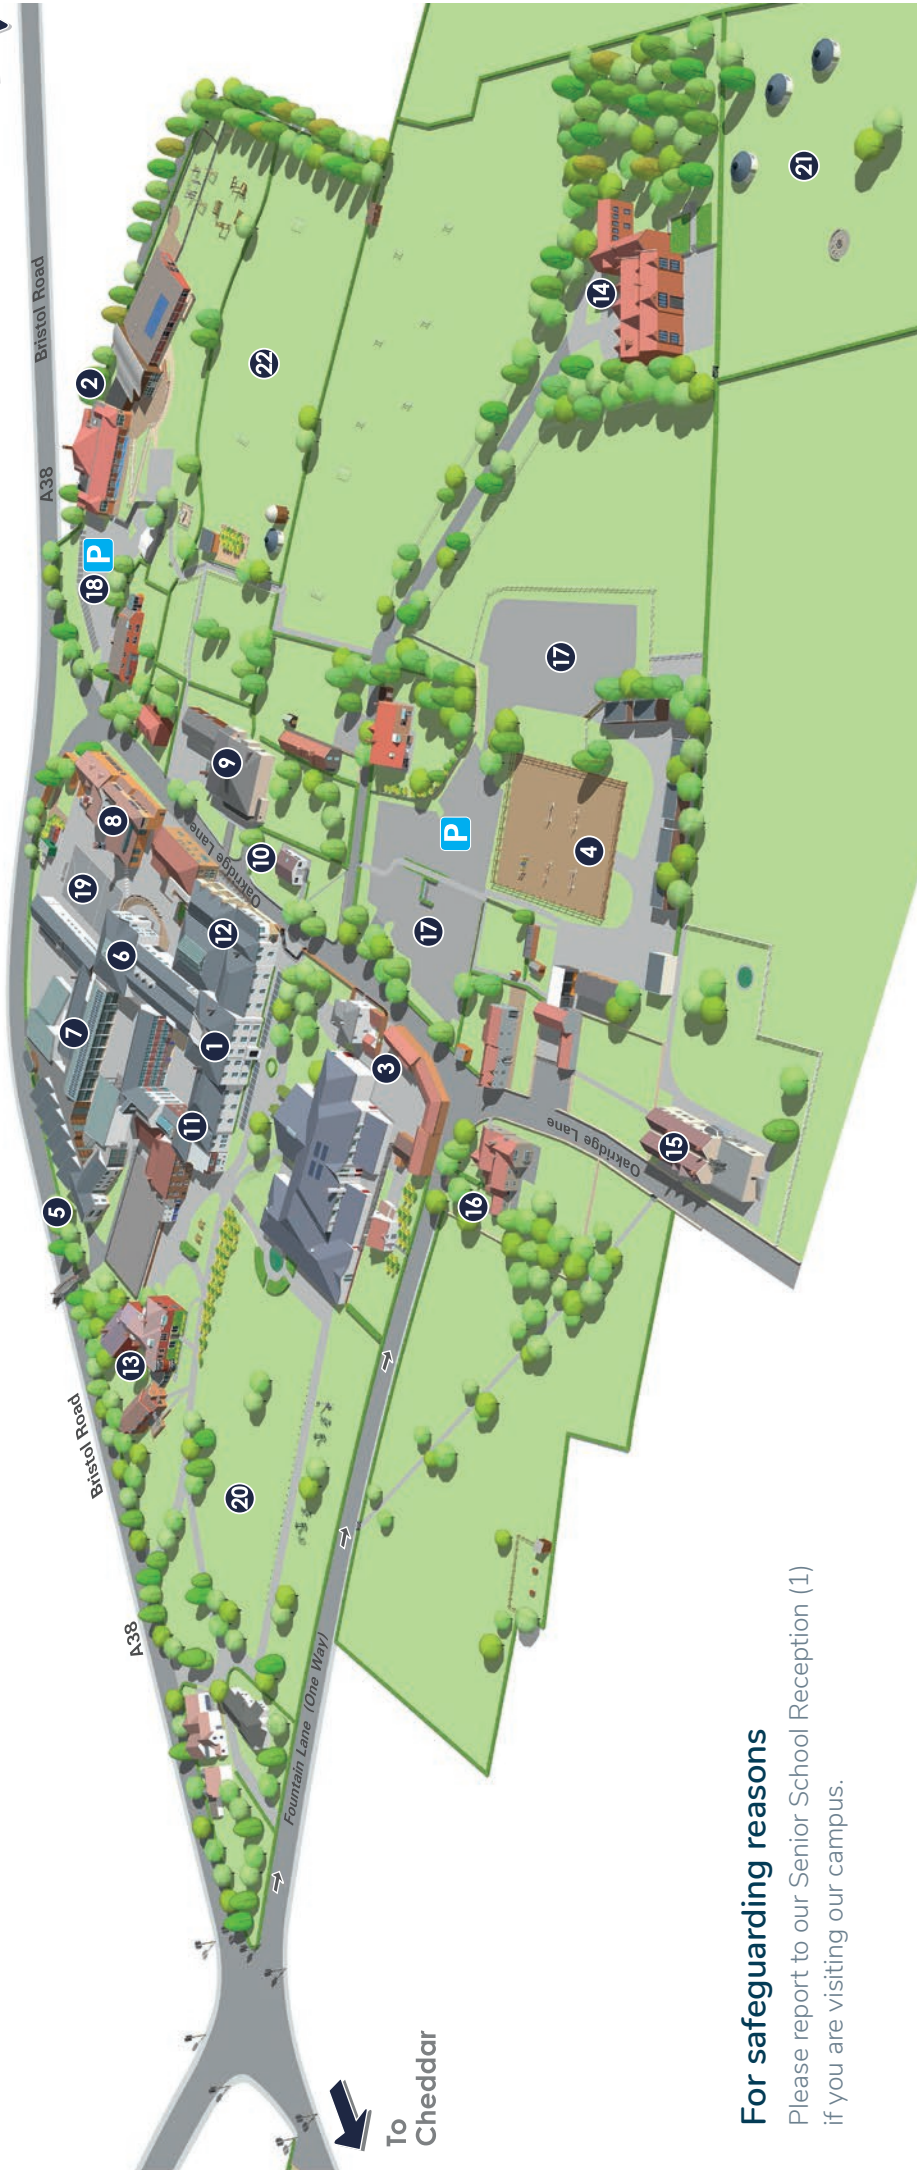 A38
Bristol Road
A38
Bristol Road
Fountain Lane (One Way)
To
Cheddar
Oakridge Lane
Oakridge Lane
P
P
1
2
3
4
5
6
7
8
9
10
11
12
13
14
15
16
17
17
18
19
20
21
22
For safeguarding reasons
Please report to our Senior School Reception (1)
if you are visiting our campus.